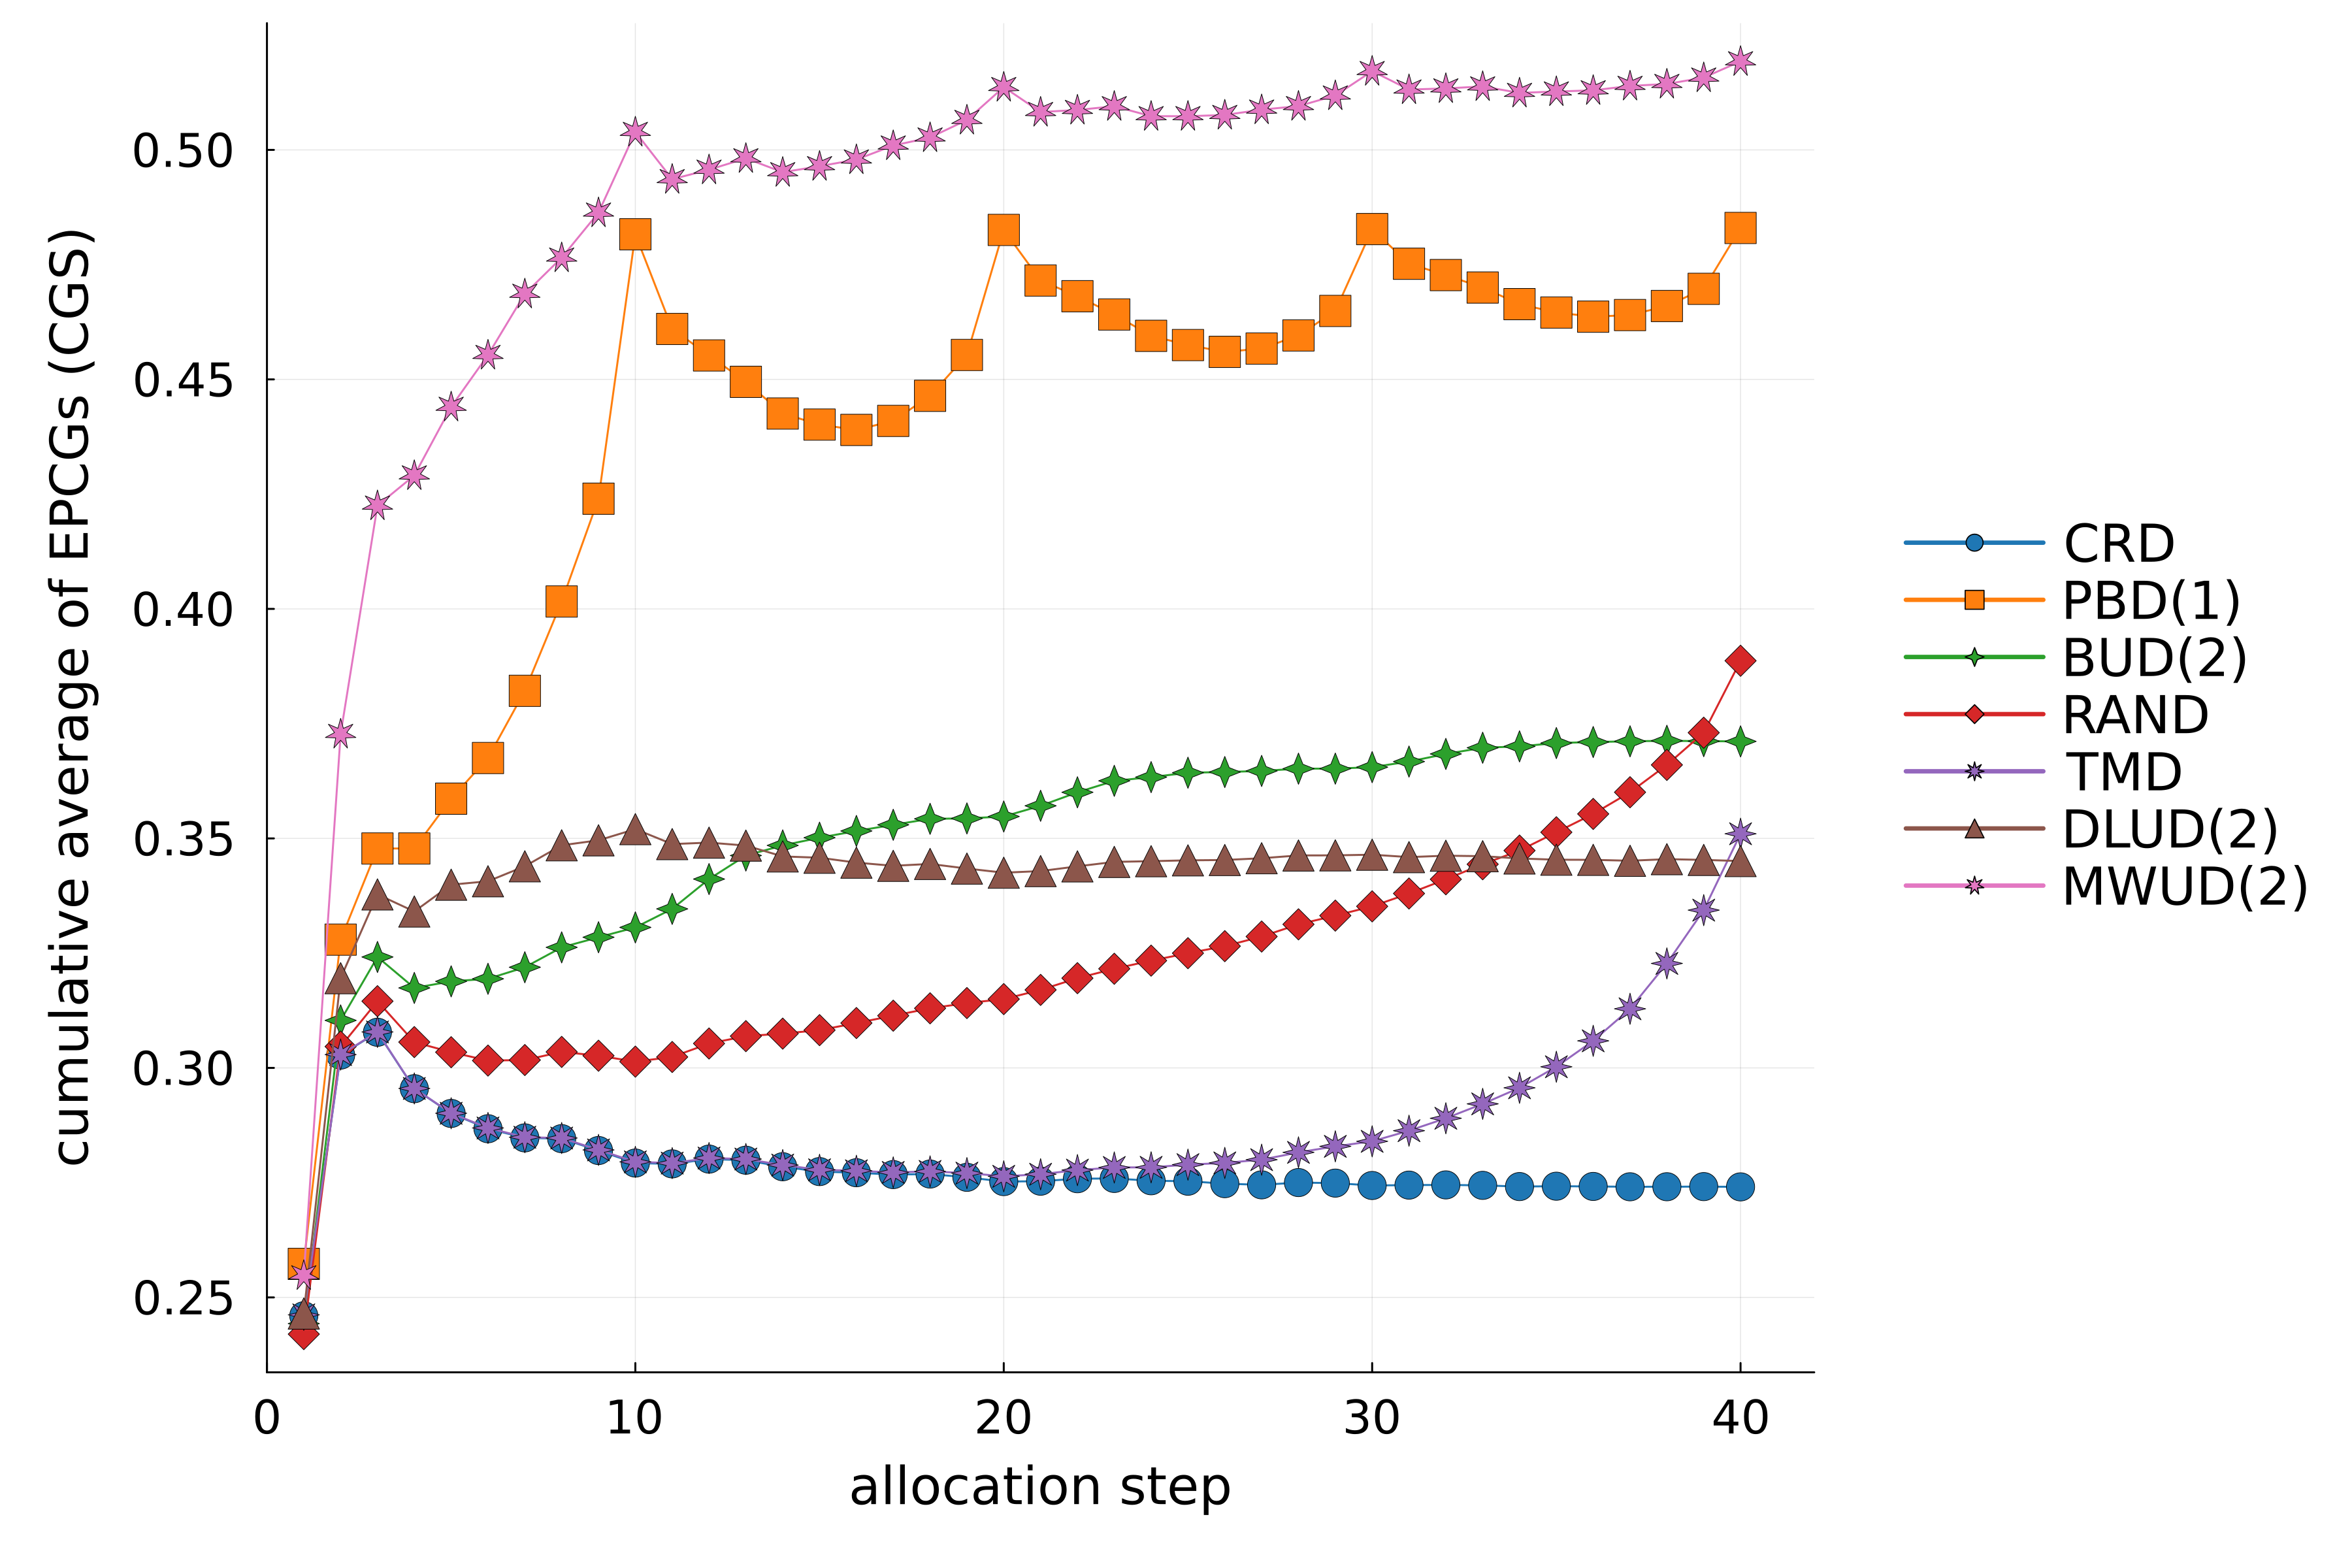 cumulative average of EPCGs (CGS)
0.50
0.45
0.40
0.35
0.30
0.25
0
10
20
30
40
allocation step
CRD
PBD(1)
BUD(2)
RAND
TMD
DLUD(2)
MWUD(2)